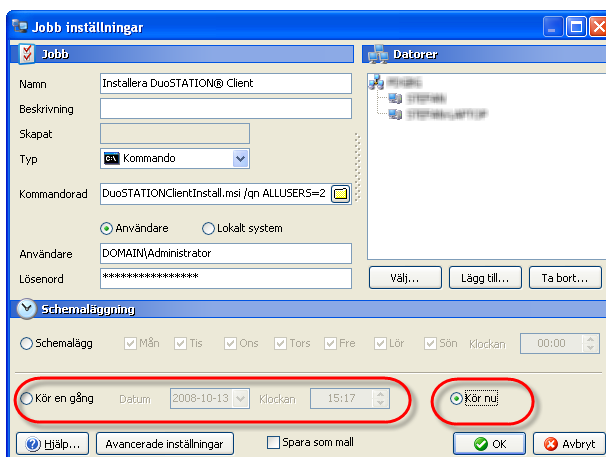 Jobb inställningar
Jobb
Namn
Installera DuoSTATION® Client
Beskrivning
Skapat
Typ
Kommando
Kommandorad
DuoSTATIONClientInstall.msi /qn ALLUSERS=2
Användare
Lokalt system
Användare
DOMAIN\Administrator
Lösenord
****************
Datorer
Välj...
Lägg till...
Ta bort...
Schemaläggning
Schemalägg
Mån
Tis
Ons
Tors
Fre
Lör
Sön
Klockan
00:00
Kör en gång
Datum
2008-10-13
Klockan
15:17
Kör nu
Hjälp...
Avancerade inställningar
Spara som mall
OK
Avbryt